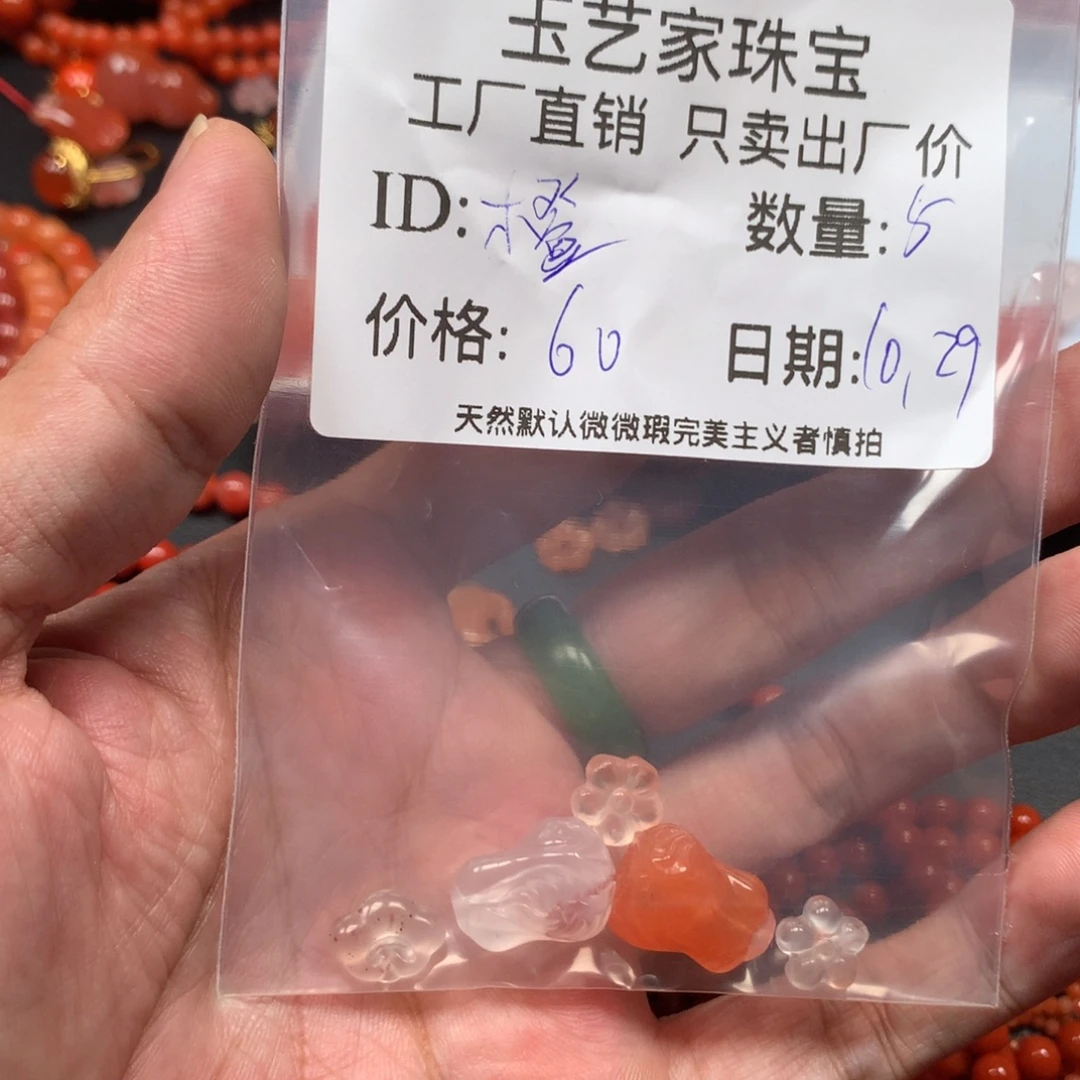 玉艺家珠宝
工厂直销 只卖出厂价
ID: 橙 数量: 5
价格: 60 日期: 10,29
天然默认微微瑕完美主义者慎拍